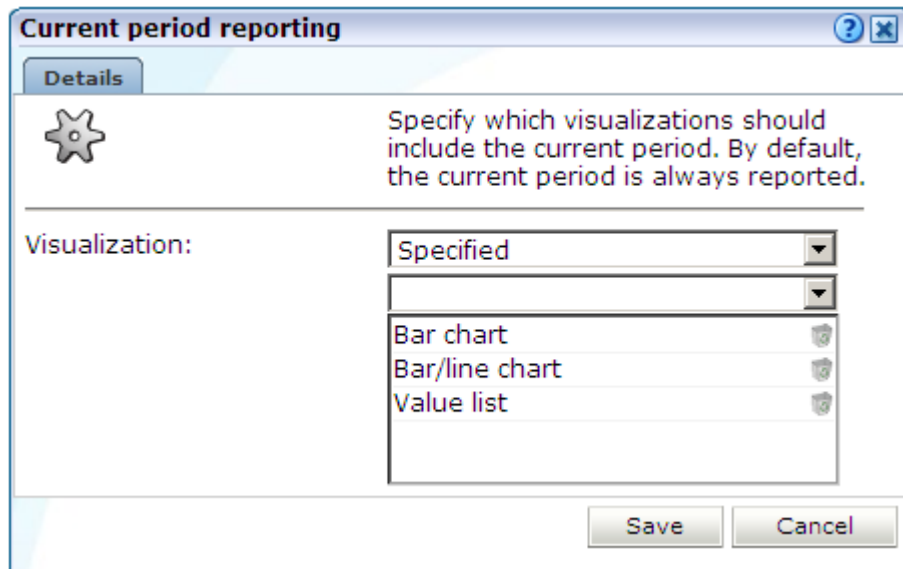 Current period reporting
Details
Specify which visualizations should
include the current period. By default,
the current period is always reported.
Visualization:
Specified
Bar chart
Bar/line chart
Value list
Save
Cancel